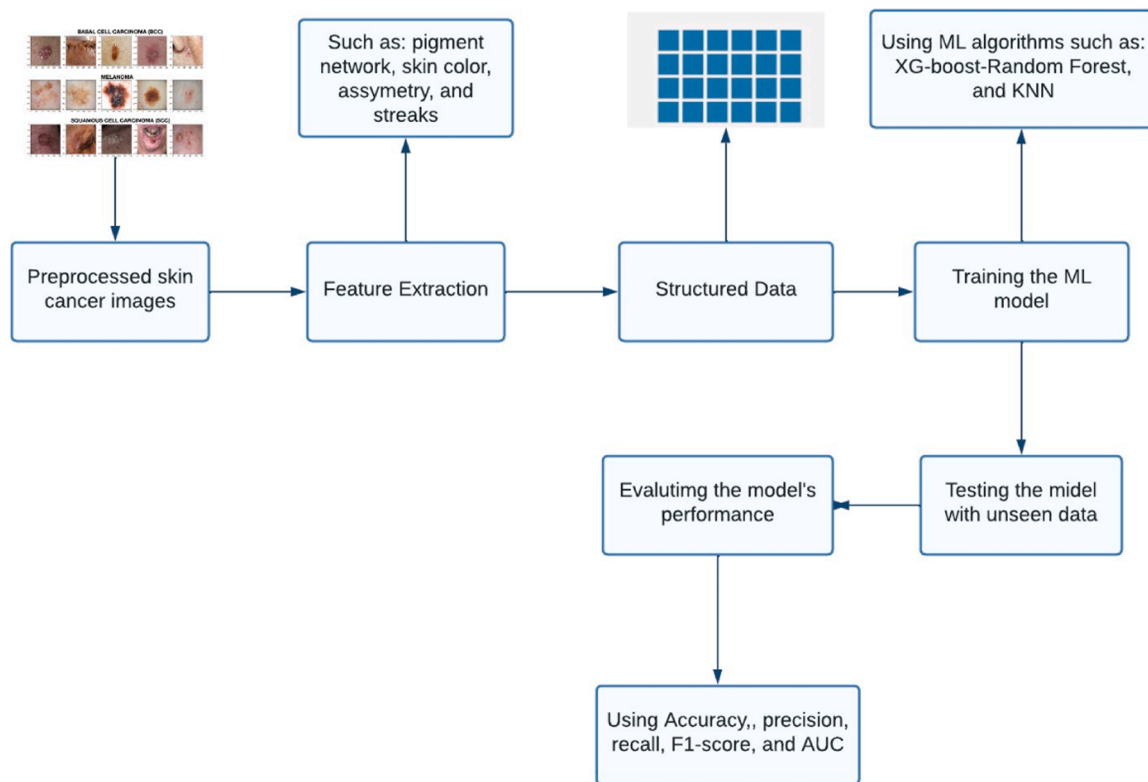 BASAL CELL CARCINOMA (BCC)
MELANOMA
SQUAMOUS CELL CARCINOMA (SCC)
Such as: pigment
network, skin color,
assymetry, and
streaks
Using ML algorithms such as:
XG-boost-Random Forest,
and KNN
Preprocessed skin
cancer images
Feature Extraction
Structured Data
Training the ML
model
Evalutimg the model's
performance
Testing the midel
with unseen data
Using Accuracy,, precision,
recall, F1-score, and AUC